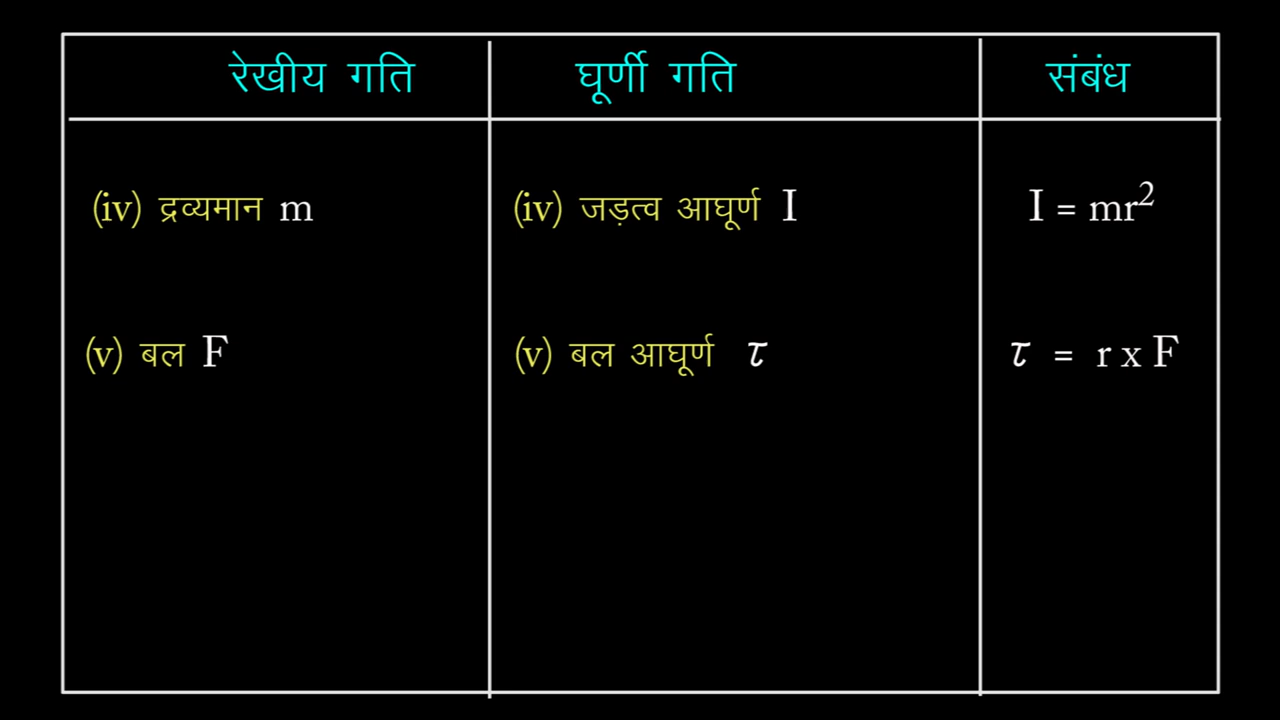 रेखीय गति घूर्णी गति संबंध
(iv) द्रव्यमान m (iv) जड़त्व आघूर्ण I I = mr²
(v) बल F (v) बल आघूर्ण τ τ = r x F